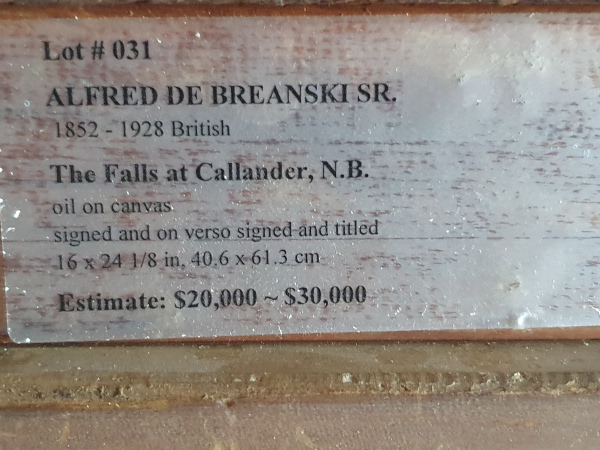 Lot # 031
ALFRED DE BREANSKI SR.
1852 - 1928 British
The Falls at Callander, N.B.
oil on canvas
signed and on verso signed and titled
16 x 24 1/8 in, 40.6 x 61.3 cm
Estimate: $20,000 ~ $30,000